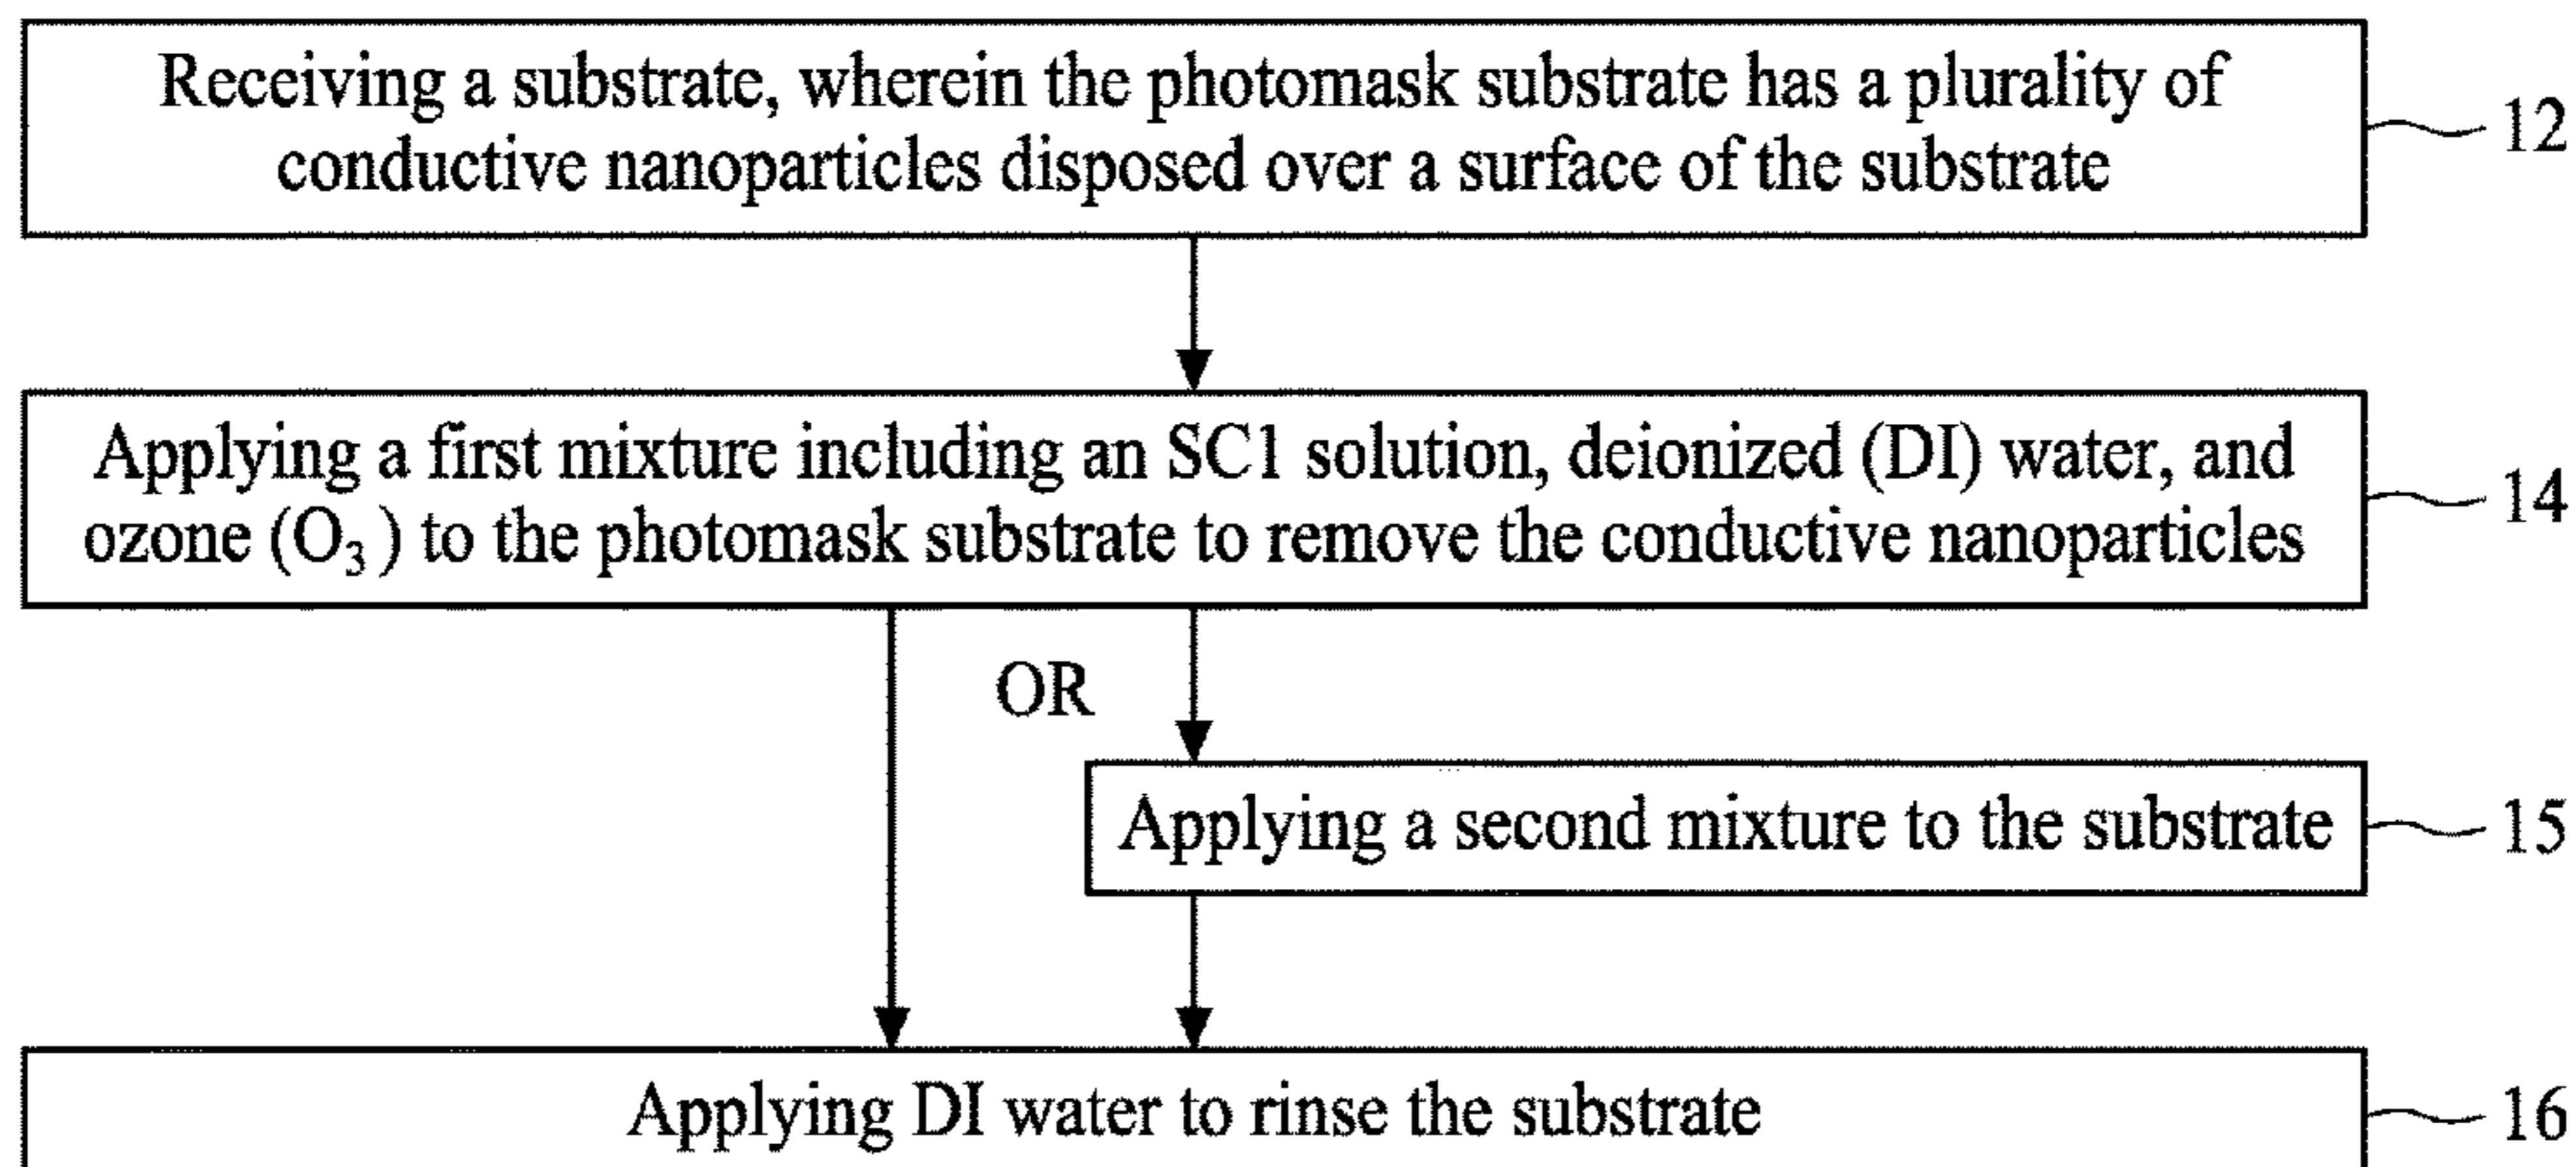 Receiving a substrate, wherein the photomask substrate has a plurality of
conductive nanoparticles disposed over a surface of the substrate
12
Applying a first mixture including an SC1 solution, deionized (DI) water, and
ozone (O₃) to the photomask substrate to remove the conductive nanoparticles
14
OR
Applying a second mixture to the substrate
15
Applying DI water to rinse the substrate
16